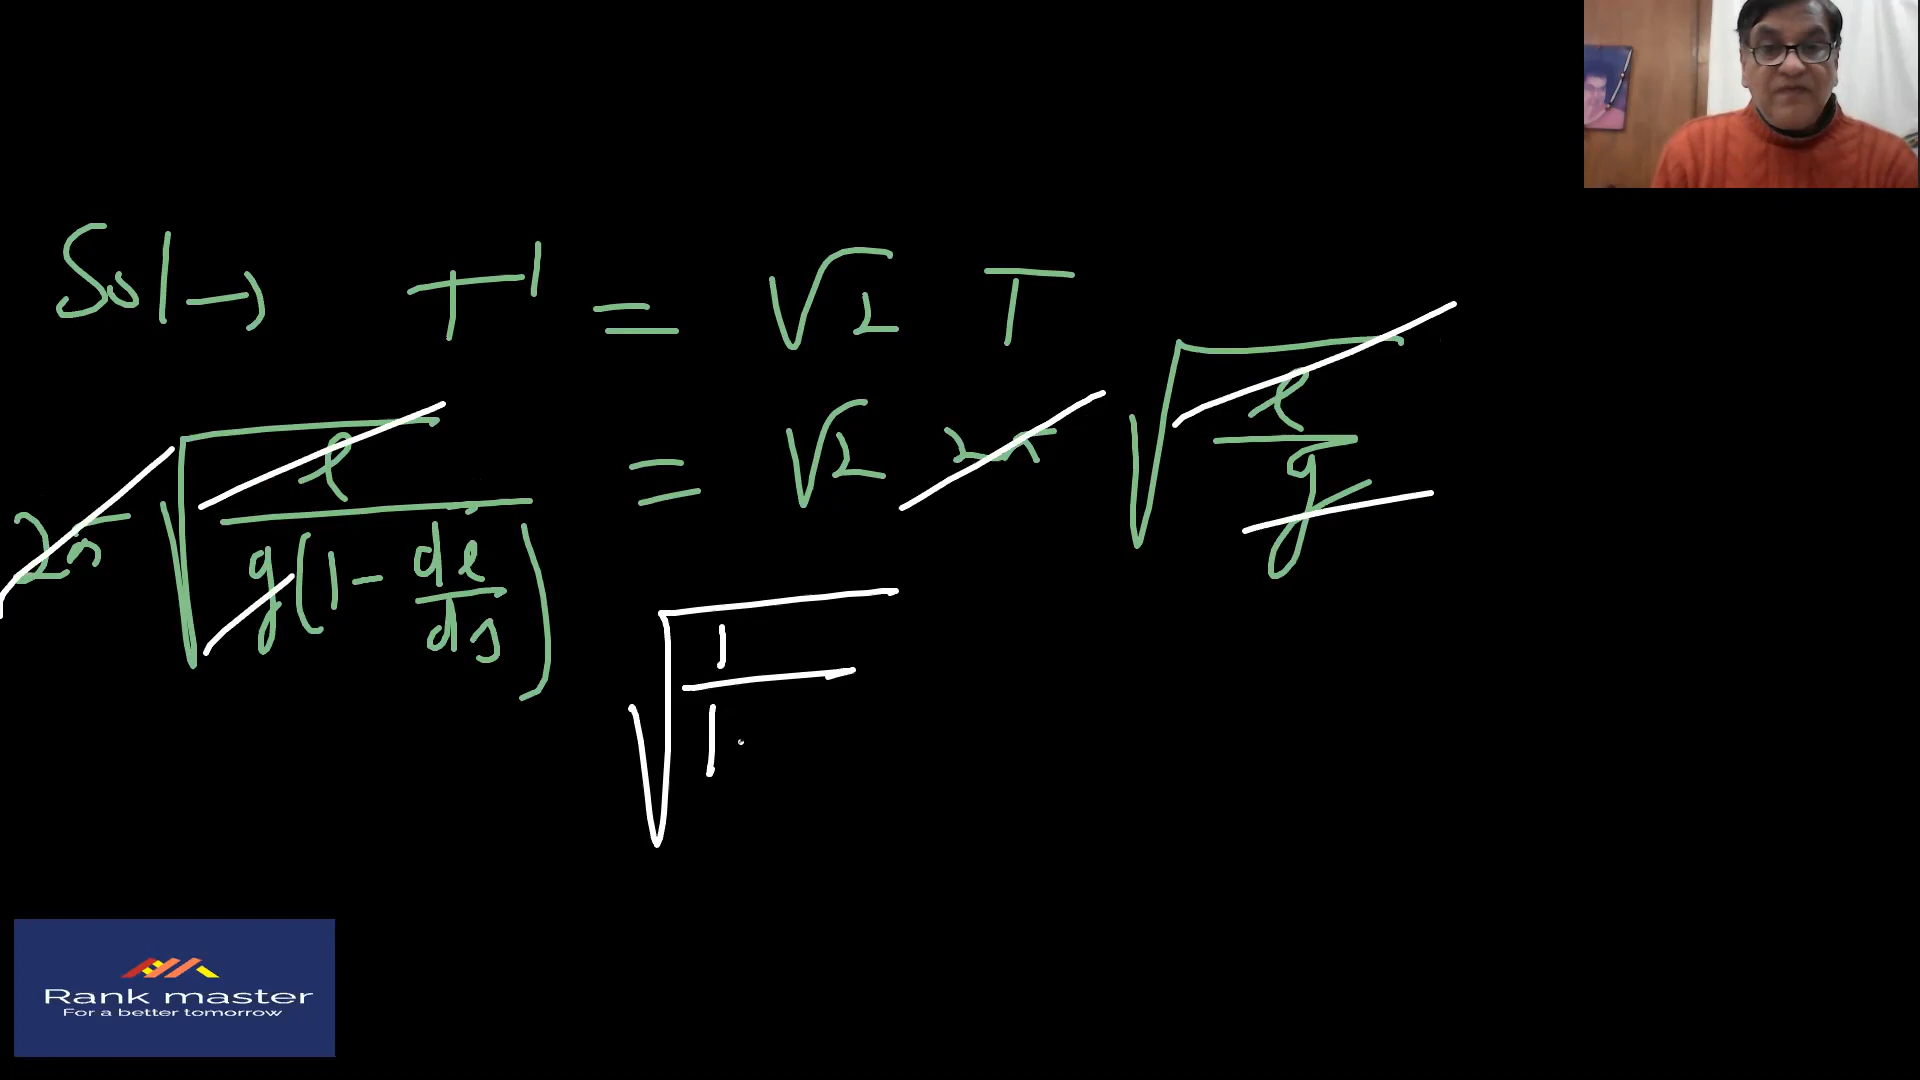 Sol → T' = √2 T
2π √(l / g(1 - dl/ds)) = √2 2π √(l/g)
√(1 / 1
Rank master
For a better tomorrow